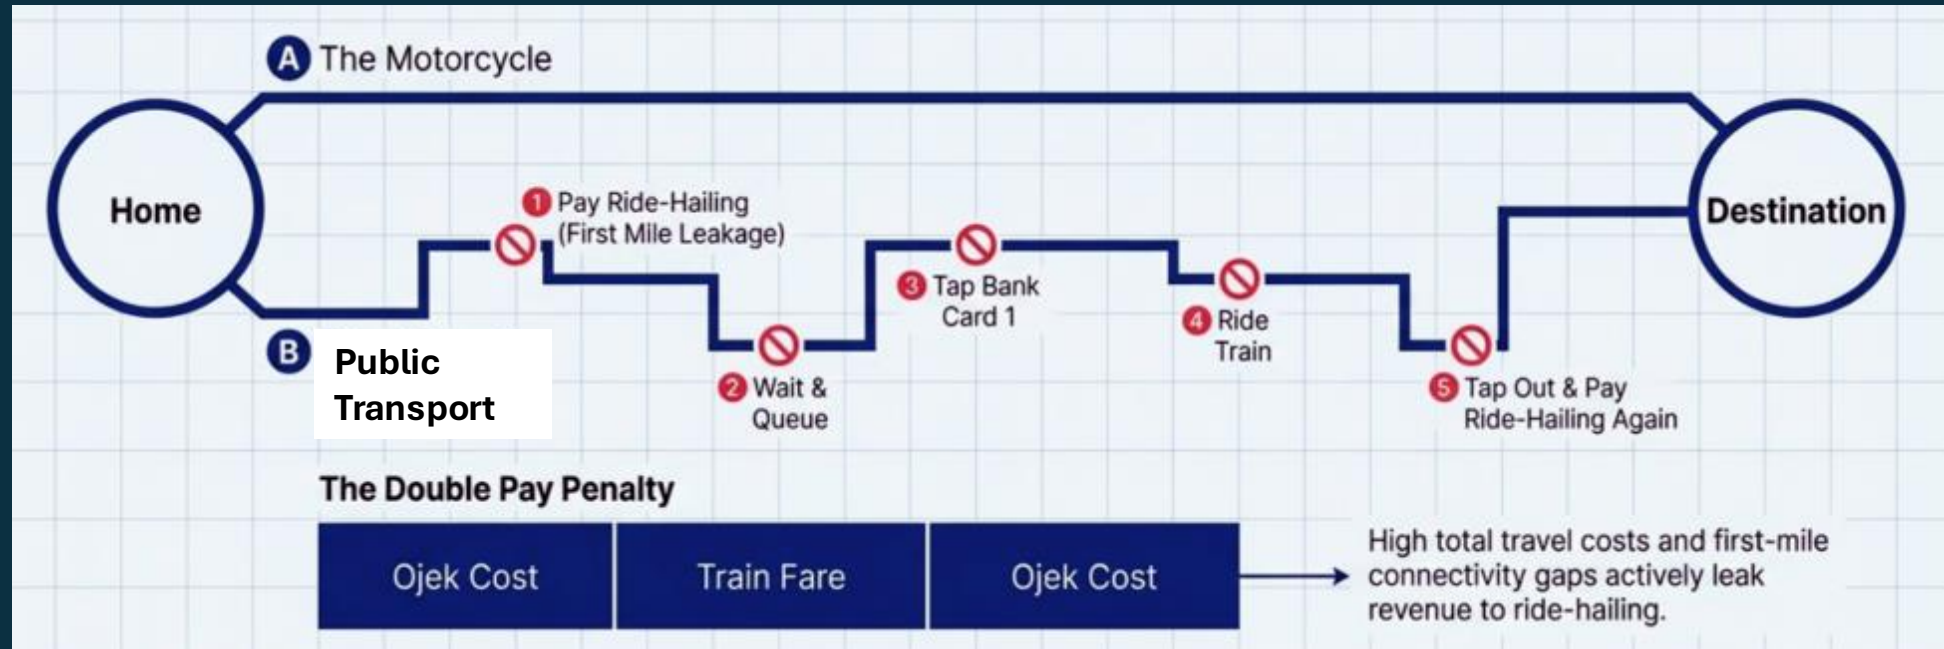 A The Motorcycle
Home
Destination
1 Pay Ride-Hailing
(First Mile Leakage)
3 Tap Bank
Card 1
4 Ride
Train
B Public
Transport
2 Wait &
Queue
5 Tap Out & Pay
Ride-Hailing Again
The Double Pay Penalty
Ojek Cost
Train Fare
Ojek Cost
High total travel costs and first-mile
connectivity gaps actively leak
revenue to ride-hailing.